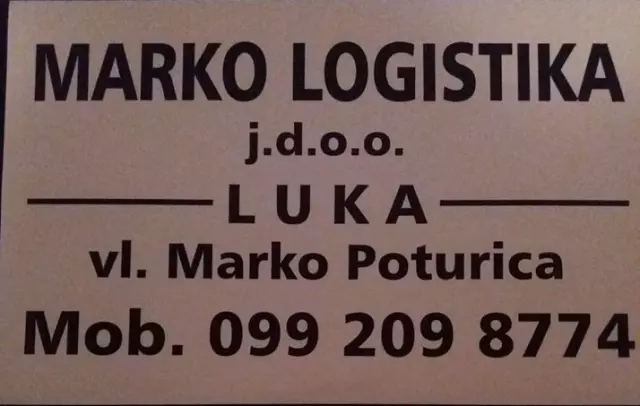 MARKO LOGISTIKA
j.d.o.o.
LUKA
vl. Marko Poturica
Mob. 099 209 8774